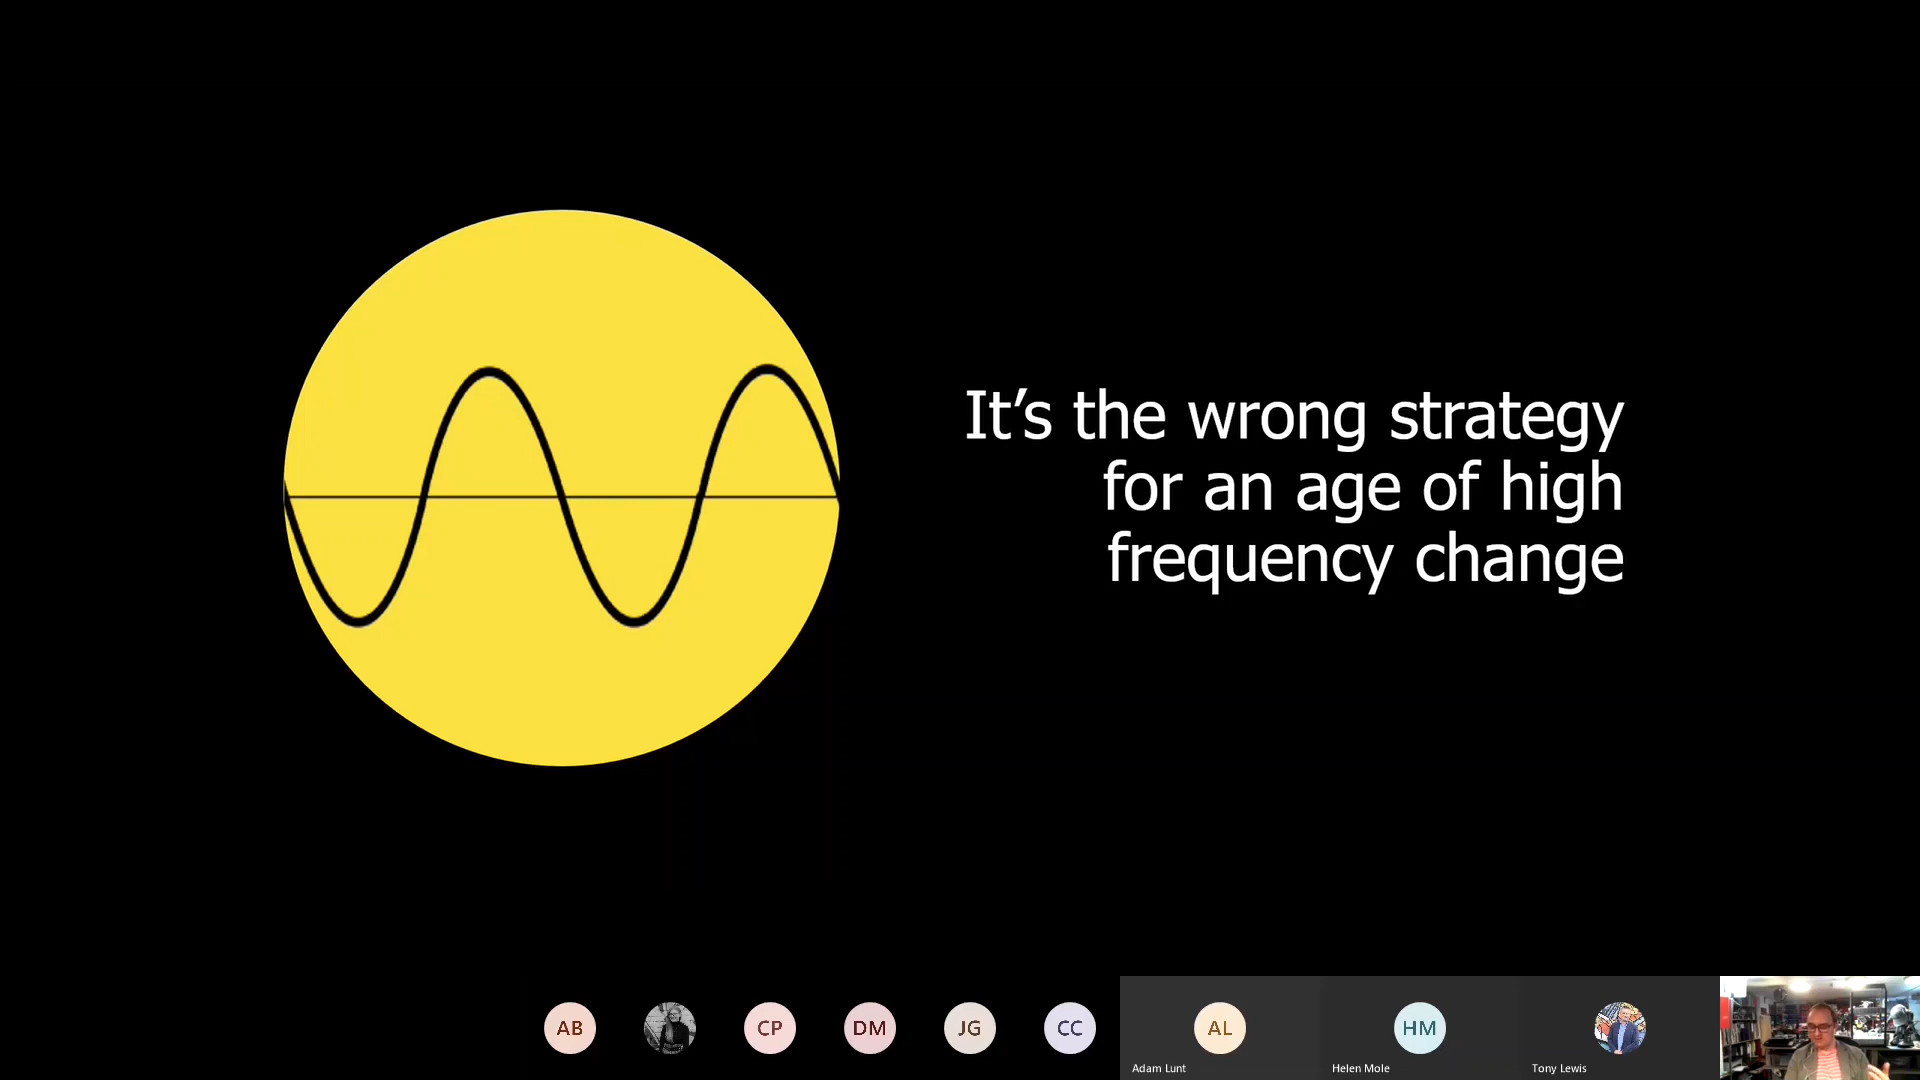 It’s the wrong strategy
for an age of high
frequency change
AB
CP
DM
JG
CC
AL
HM
Adam Lunt
Helen Mole
Tony Lewis